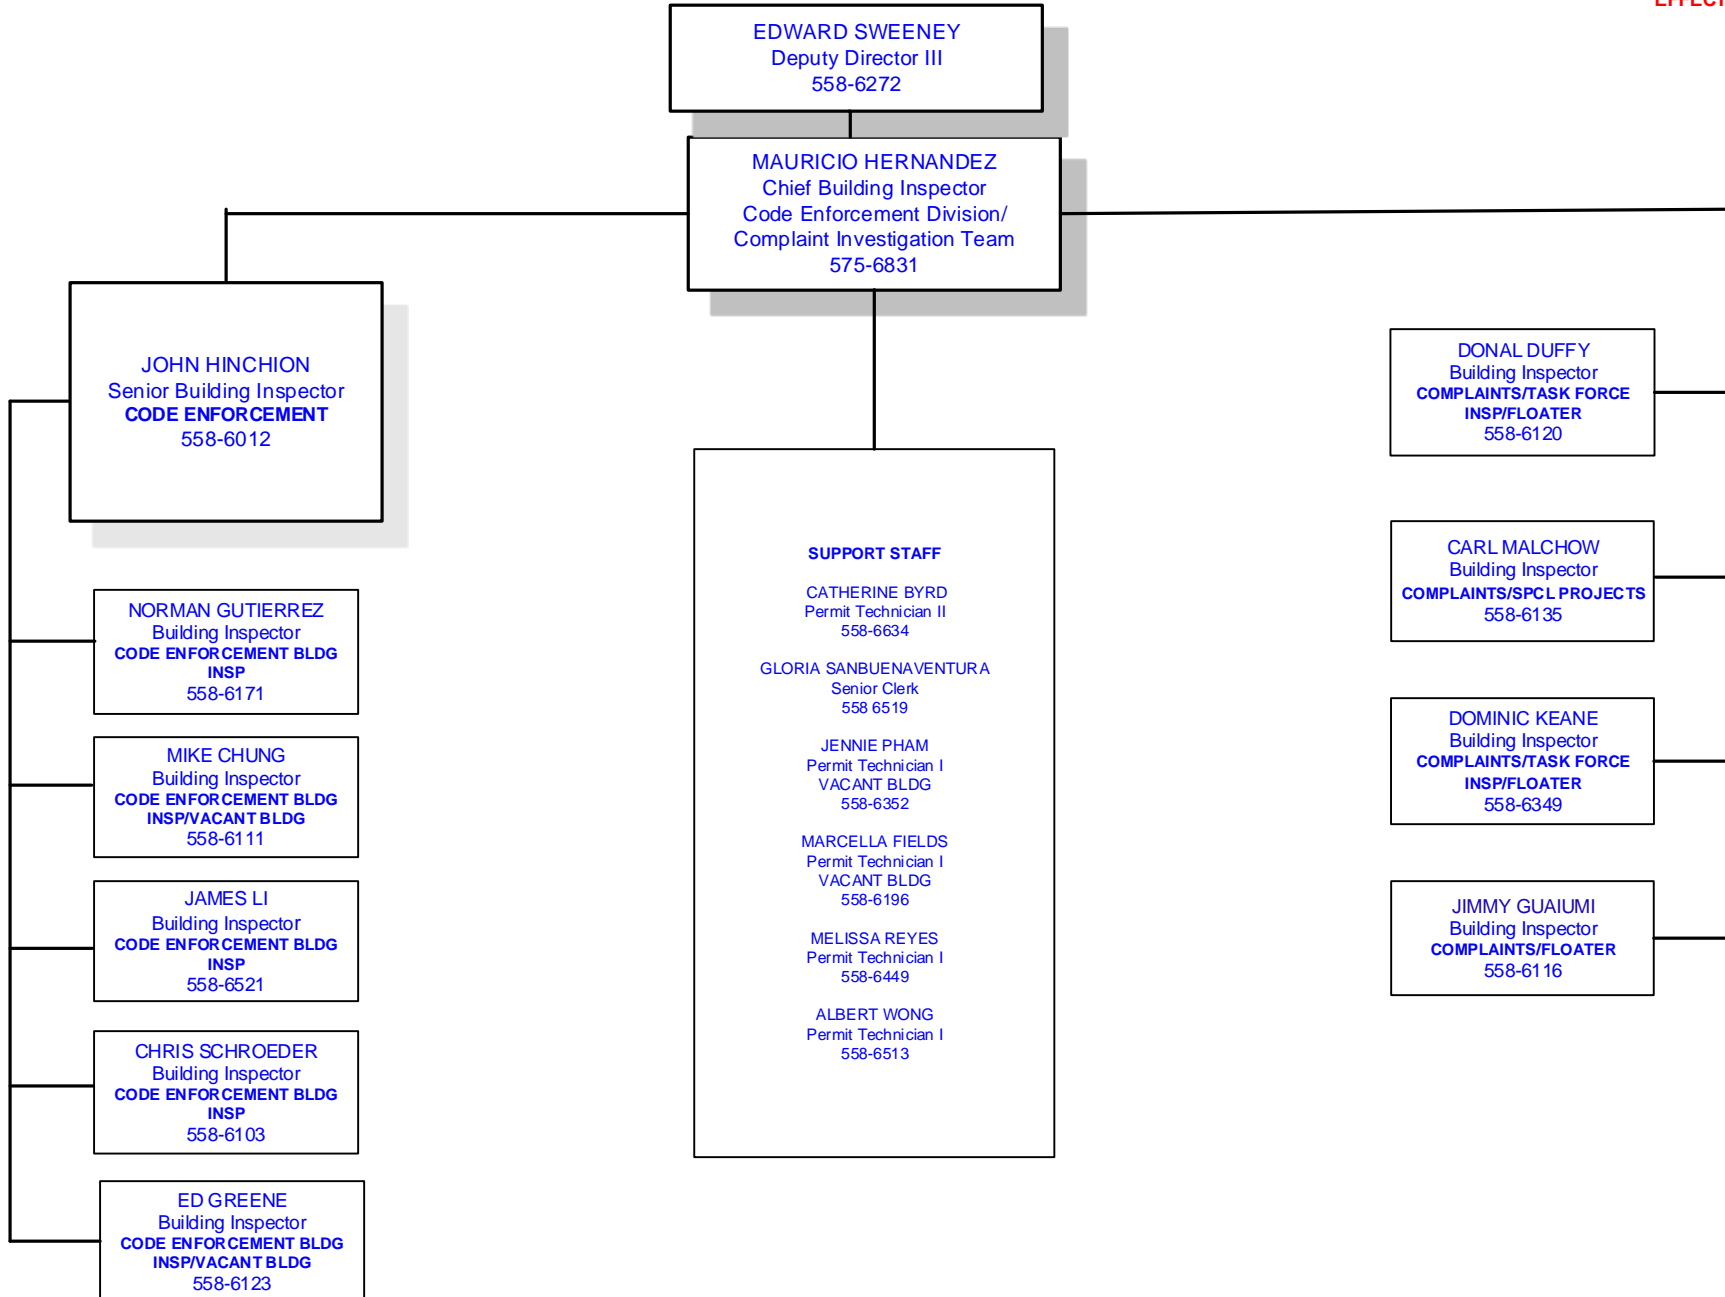 EFFECT
EDWARD SWEENEY
Deputy Director III
558-6272
MAURICIO HERNANDEZ
Chief Building Inspector
Code Enforcement Division/
Complaint Investigation Team
575-6831
JOHN HINCHION
Senior Building Inspector
CODE ENFORCEMENT
558-6012
NORMAN GUTIERREZ
Building Inspector
CODE ENFORCEMENT BLDG
INSP
558-6171
MIKE CHUNG
Building Inspector
CODE ENFORCEMENT BLDG
INSP/VACANT BLDG
558-6111
JAMES LI
Building Inspector
CODE ENFORCEMENT BLDG
INSP
558-6521
CHRIS SCHROEDER
Building Inspector
CODE ENFORCEMENT BLDG
INSP
558-6103
ED GREENE
Building Inspector
CODE ENFORCEMENT BLDG
INSP/VACANT BLDG
558-6123
SUPPORT STAFF
CATHERINE BYRD
Permit Technician II
558-6634
GLORIA SANBUENAVENTURA
Senior Clerk
558 6519
JENNIE PHAM
Permit Technician I
VACANT BLDG
558-6352
MARCELLA FIELDS
Permit Technician I
VACANT BLDG
558-6196
MELISSA REYES
Permit Technician I
558-6449
ALBERT WONG
Permit Technician I
558-6513
DONAL DUFFY
Building Inspector
COMPLAINTS/TASK FORCE
INSP/FLOATER
558-6120
CARL MALCHOW
Building Inspector
COMPLAINTS/SPCL PROJECTS
558-6135
DOMINIC KEANE
Building Inspector
COMPLAINTS/TASK FORCE
INSP/FLOATER
558-6349
JIMMY GUAIUMI
Building Inspector
COMPLAINTS/FLOATER
558-6116